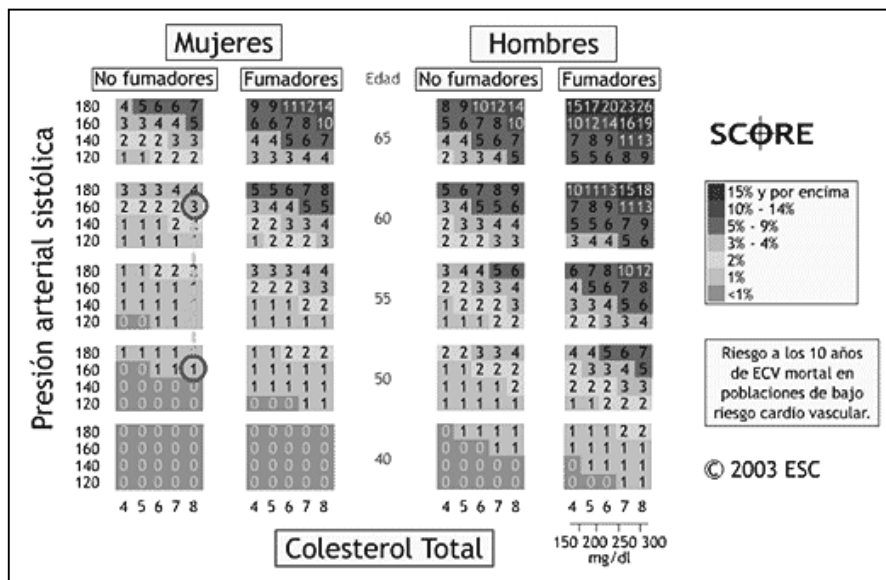 Mujeres Hombres
No fumadores Fumadores Edad No fumadores Fumadores
Presión arterial sistólica
180 4 5 6 6 7 9 9 11 12 14 8 9 10 12 14 15 17 20 23 26
160 3 3 4 4 5 6 6 7 8 10 5 6 7 8 10 10 12 14 16 19
65
140 2 2 2 3 3 4 4 5 6 7 4 4 5 6 7 7 8 9 11 13
120 1 1 2 2 2 3 3 3 4 4 2 3 3 4 5 5 5 6 8 9
180 3 3 3 4 4 5 5 6 7 8 5 6 7 8 9 10 11 13 15 18
160 2 2 2 2 3 3 4 4 5 5 3 4 5 5 6 7 8 9 11 13
60
140 1 1 1 2 2 2 3 3 4 2 3 3 4 4 5 5 6 7 9
120 1 1 1 1 1 2 2 2 3 2 2 2 3 3 3 4 4 5 6
180 1 1 2 2 2 3 3 3 4 4 3 4 4 5 6 6 7 8 10 12
160 1 1 1 1 2 2 2 3 3 2 2 3 3 4 4 5 6 7 8
55
140 1 1 1 1 1 1 1 2 2 1 2 2 2 3 3 3 4 5 6
120 0 0 1 1 1 1 1 1 1 1 1 1 2 2 2 2 3 3 4
180 1 1 1 1 1 1 2 2 2 2 2 3 3 4 4 4 5 6 7
160 0 0 1 1 1 1 1 1 1 1 1 2 2 2 2 2 3 3 4 5
50
140 0 0 0 0 0 1 1 1 1 1 1 1 1 1 2 2 2 2 3 3
120 0 0 0 0 0 0 0 0 1 1 1 1 1 1 1 1 1 2 2 2
180 0 0 0 0 0 0 0 0 0 0 0 1 1 1 1 1 1 1 2 2
160 0 0 0 0 0 0 0 0 0 0 0 0 0 1 1 1 1 1 1 1
40
140 0 0 0 0 0 0 0 0 0 0 0 0 0 0 0 0 1 1 1 1
120 0 0 0 0 0 0 0 0 0 0 0 0 0 0 0 0 0 0 1 1
4 5 6 7 8 4 5 6 7 8 4 5 6 7 8 4 5 6 7 8
150 200 250 300
mg/dl
Colesterol Total
SCORE
15% y por encima
10% - 14%
5% - 9%
3% - 4%
2%
1%
<1%
Riesgo a los 10 años
de ECV mortal en
poblaciones de bajo
riesgo cardio vascular.
© 2003 ESC